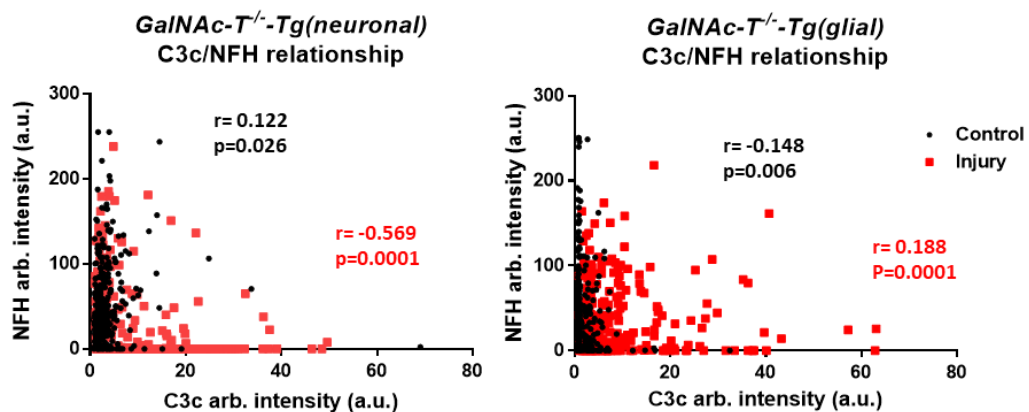 GalNAc-T-/--Tg(neuronal)
C3c/NFH relationship
300
200
100
0
NFH arb. intensity (a.u.)
r= 0.122
p=0.026
r= -0.569
p=0.0001
0 20 40 60 80
C3c arb. intensity (a.u.)
GalNAc-T-/--Tg(glial)
C3c/NFH relationship
300
200
100
0
NFH arb. intensity (a.u.)
r= -0.148
p=0.006
r= 0.188
P=0.0001
0 20 40 60 80
C3c arb. intensity (a.u.)
Control
Injury